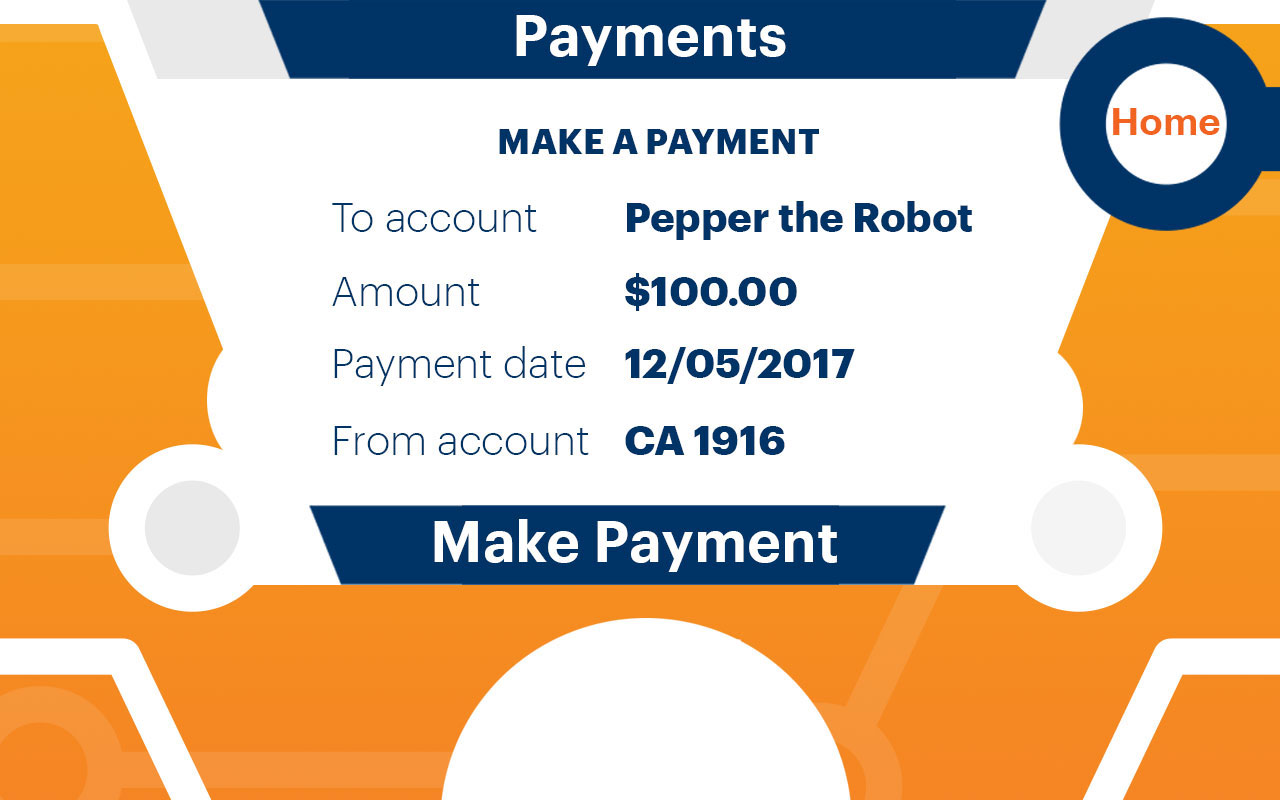 Payments
Home
MAKE A PAYMENT
To account Pepper the Robot
Amount $100.00
Payment date 12/05/2017
From account CA 1916
Make Payment